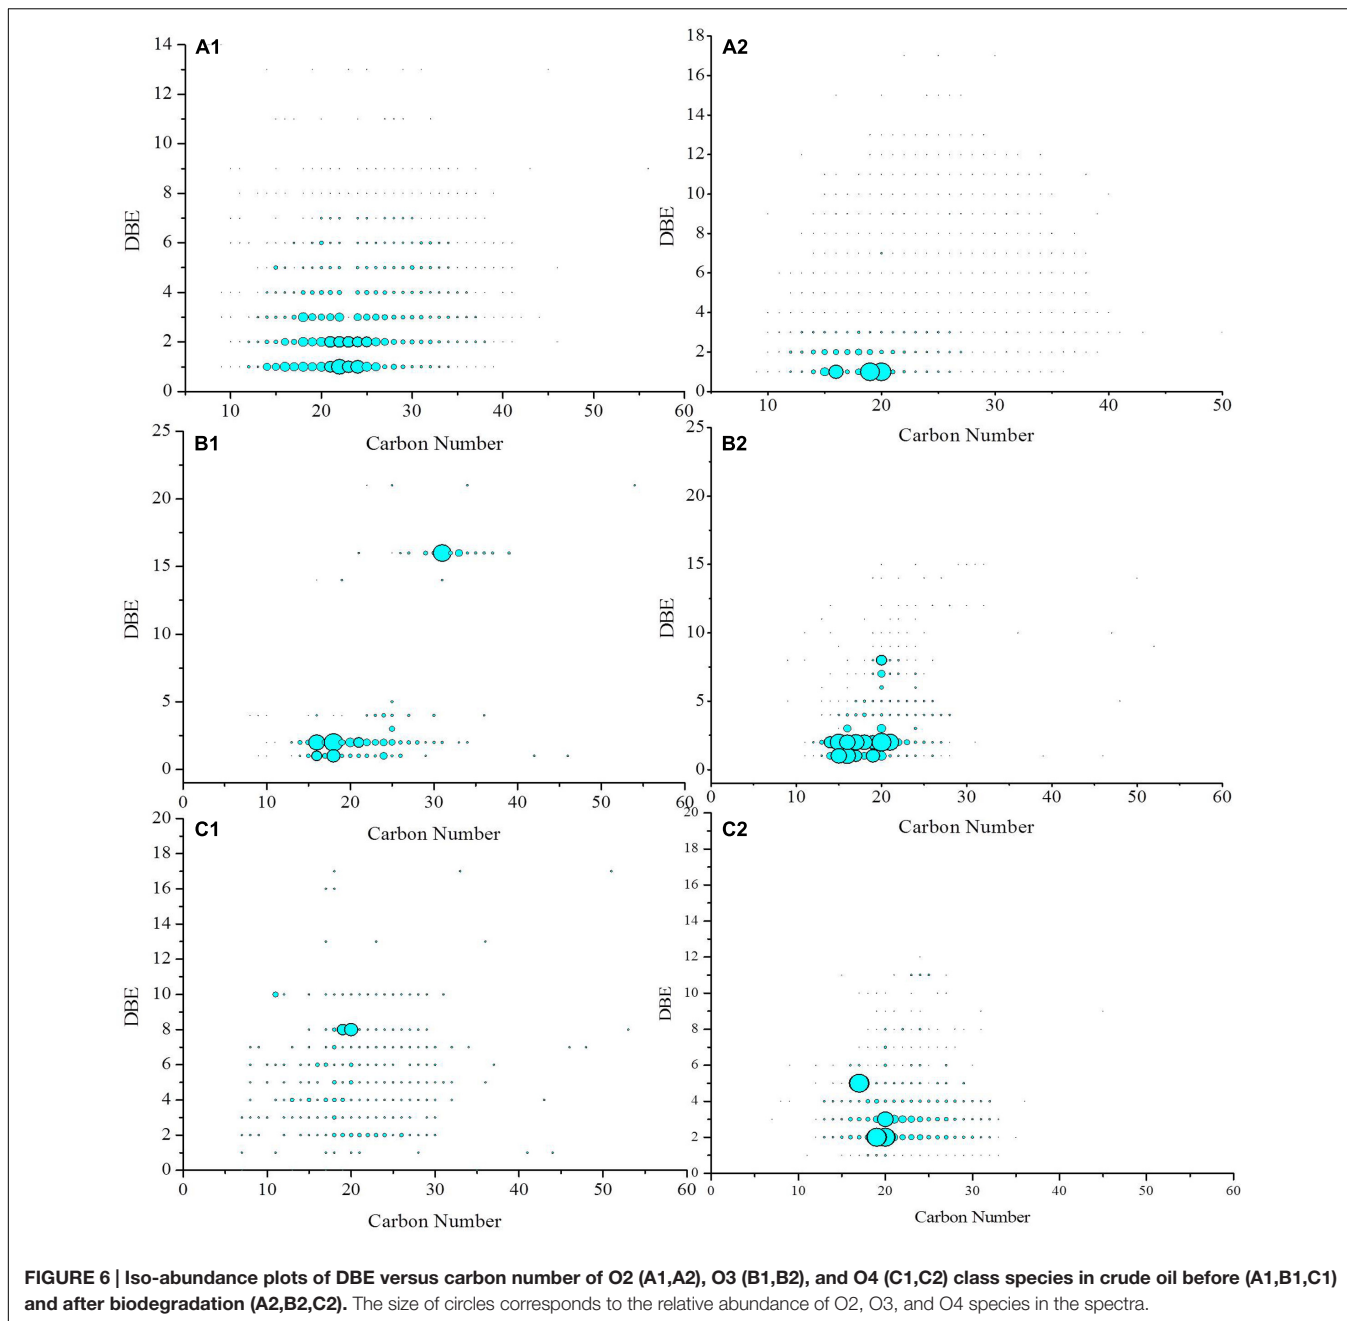 A1
14
12
10
8
6
4
2
0
DBE
10 20 30 40 50 60
Carbon Number
A2
18
16
14
12
10
8
6
4
2
0
DBE
10 20 30 40 50
Carbon Number
B1
25
20
15
10
5
0
DBE
0 10 20 30 40 50 60
Carbon Number
B2
25
20
15
10
5
0
DBE
0 10 20 30 40 50 60
Carbon Number
C1
20
18
16
14
12
10
8
6
4
2
0
DBE
0 10 20 30 40 50 60
Carbon Number
C2
20
18
16
14
12
10
8
6
4
2
0
DBE
0 10 20 30 40 50 60
Carbon Number
FIGURE 6 | Iso-abundance plots of DBE versus carbon number of O2 (A1,A2), O3 (B1,B2), and O4 (C1,C2) class species in crude oil before (A1,B1,C1)
and after biodegradation (A2,B2,C2). The size of circles corresponds to the relative abundance of O2, O3, and O4 species in the spectra.